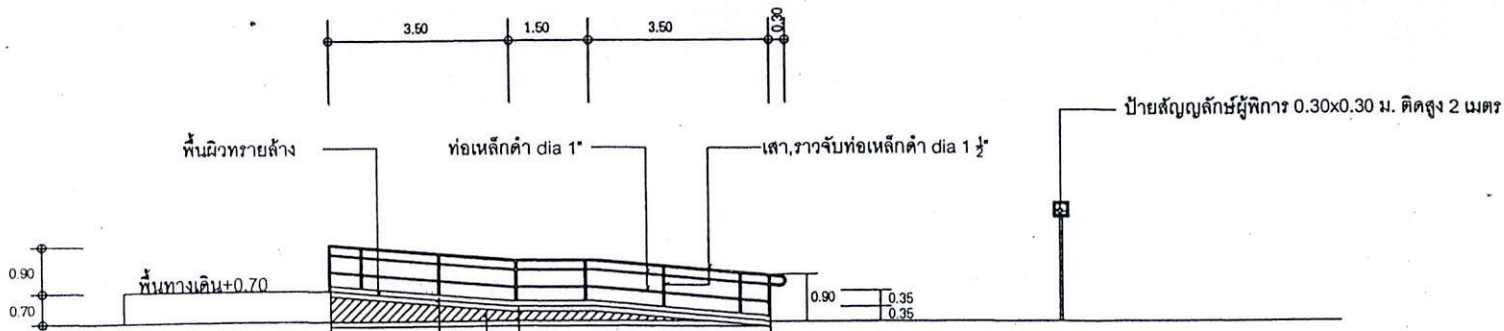 3.50
1.50
3.50
0.30
ป้ายสัญญลักษ์ผู้พิการ 0.30x0.30 ม. ติดสูง 2 เมตร
พื้นผิวทรายล้าง
ท่อเหล็กดำ dia 1"
เสา,ราวจับท่อเหล็กดำ dia 1 ½"
0.90
พื้นทางเดิน+0.70
0.70
0.90
0.35
0.35